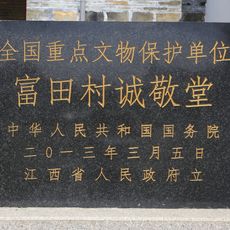 全国重点文物保护单位
富田村诚敬堂
中华人民共和国国务院
二〇一三年三月五日
江西省人民政府立